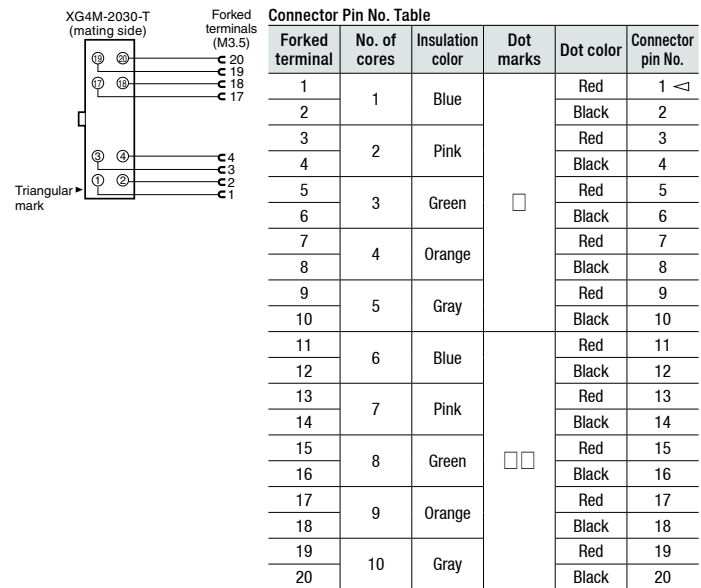 XG4M-2030-T
(mating side)
Forked
terminals
(M3.5)
19 20
17 18
3 4
1 2
20
19
18
17
4
3
2
1
Triangular
mark
Connector Pin No. Table
Forked terminal No. of cores Insulation color Dot marks Dot color Connector pin No.
1 1 Blue □ Red 1
2 Black 2
3 2 Pink Red 3
4 Black 4
5 3 Green Red 5
6 Black 6
7 4 Orange Red 7
8 Black 8
9 5 Gray Red 9
10 Black 10
11 6 Blue □□ Red 11
12 Black 12
13 7 Pink Red 13
14 Black 14
15 8 Green Red 15
16 Black 16
17 9 Orange Red 17
18 Black 18
19 10 Gray Red 19
20 Black 20